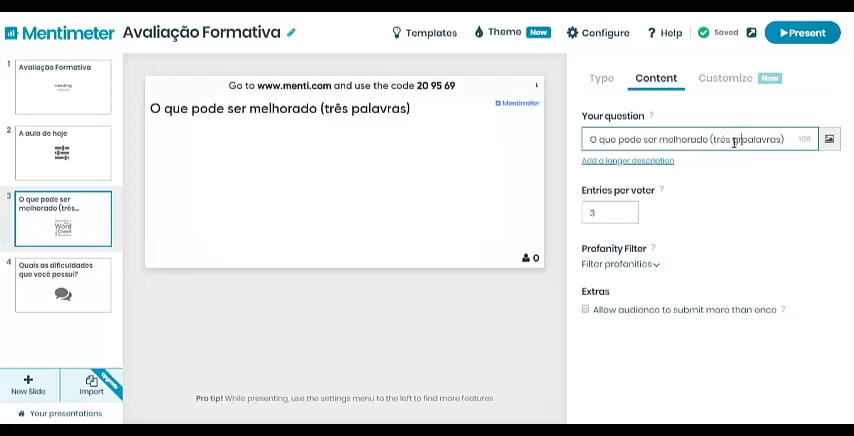 Mentimeter Avaliação Formativa
Templates Theme New Configure ? Help Saved Present
1 Avaliação Formativa
2 A aula de hoje
3 O que pode ser
melhorado (três...
Word
Cloud
4 Quais as dificuldades
que você possui?
Upgrade
New Slide Import
Your presentations
Go to www.menti.com and use the code 20 95 69
O que pode ser melhorado (três palavras)
Mentimeter
0
Pro tip! While presenting, use the settings menu to the left to find more features
Type Content Customize New
Your question ?
O que pode ser melhorado (três palavras) 109
Add a longer description
Entries per voter ?
3
Profanity Filter ?
Filter profanities
Extras
Allow audience to submit more than once ?